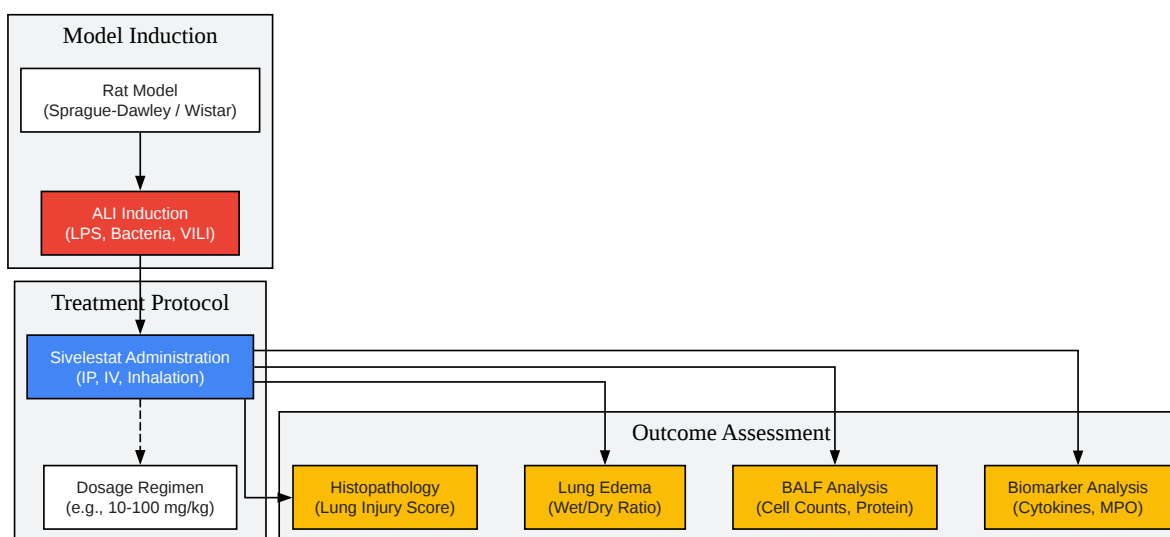 Model Induction
Rat Model
(Sprague-Dawley / Wistar)
ALI Induction
(LPS, Bacteria, VILI)
Treatment Protocol
Sivelestat Administration
(IP, IV, Inhalation)
Dosage Regimen
(e.g., 10-100 mg/kg)
Outcome Assessment
Histopathology
(Lung Injury Score)
Lung Edema
(Wet/Dry Ratio)
BALF Analysis
(Cell Counts, Protein)
Biomarker Analysis
(Cytokines, MPO)